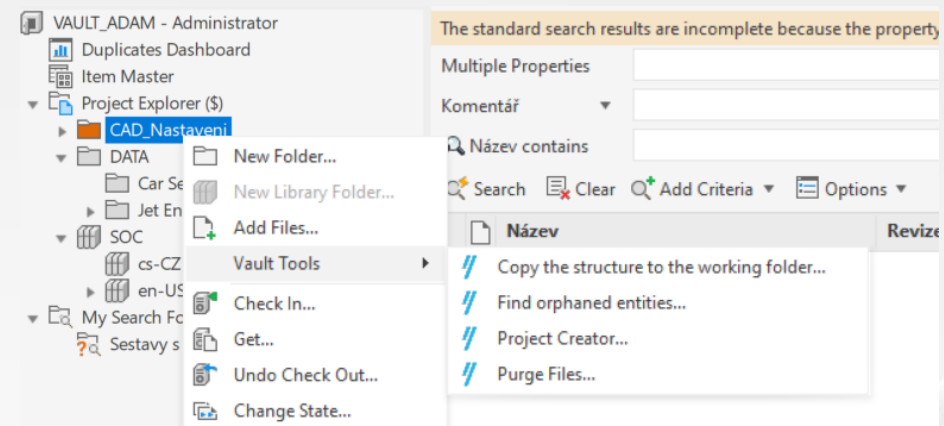 VAULT_ADAM - Administrator
Duplicates Dashboard
Item Master
Project Explorer ($)
CAD_Nastaveni
DATA
Car Se
Jet En
SOC
cs-CZ
en-US
My Search Fo
Sestavy s
New Folder...
New Library Folder...
Add Files...
Vault Tools
Check In...
Get...
Undo Check Out...
Change State...
Copy the structure to the working folder...
Find orphaned entities...
Project Creator...
Purge Files...
The standard search results are incomplete because the property
Multiple Properties
Komentář
Název contains
Search Clear Add Criteria Options
Název Revize